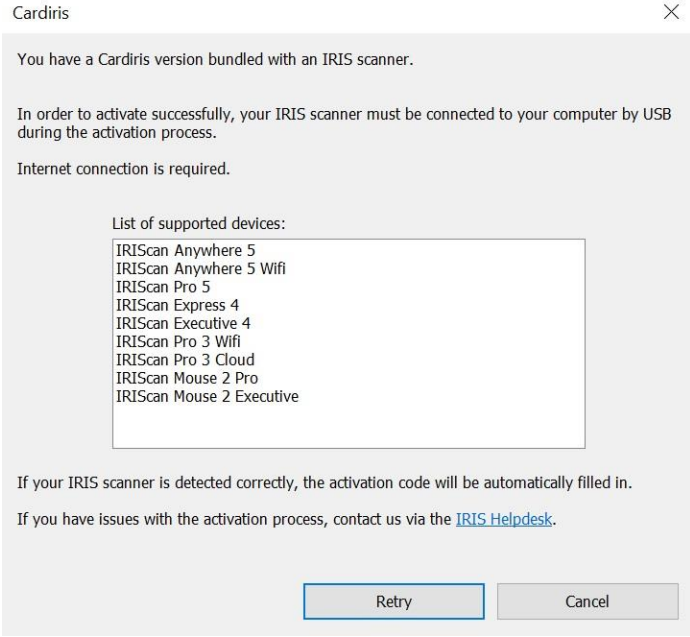 Cardiris
You have a Cardiris version bundled with an IRIS scanner.
In order to activate successfully, your IRIS scanner must be connected to your computer by USB
during the activation process.
Internet connection is required.
List of supported devices:
IRIScan Anywhere 5
IRIScan Anywhere 5 Wifi
IRIScan Pro 5
IRIScan Express 4
IRIScan Executive 4
IRIScan Pro 3 Wifi
IRIScan Pro 3 Cloud
IRIScan Mouse 2 Pro
IRIScan Mouse 2 Executive
If your IRIS scanner is detected correctly, the activation code will be automatically filled in.
If you have issues with the activation process, contact us via the IRIS Helpdesk.
Retry
Cancel